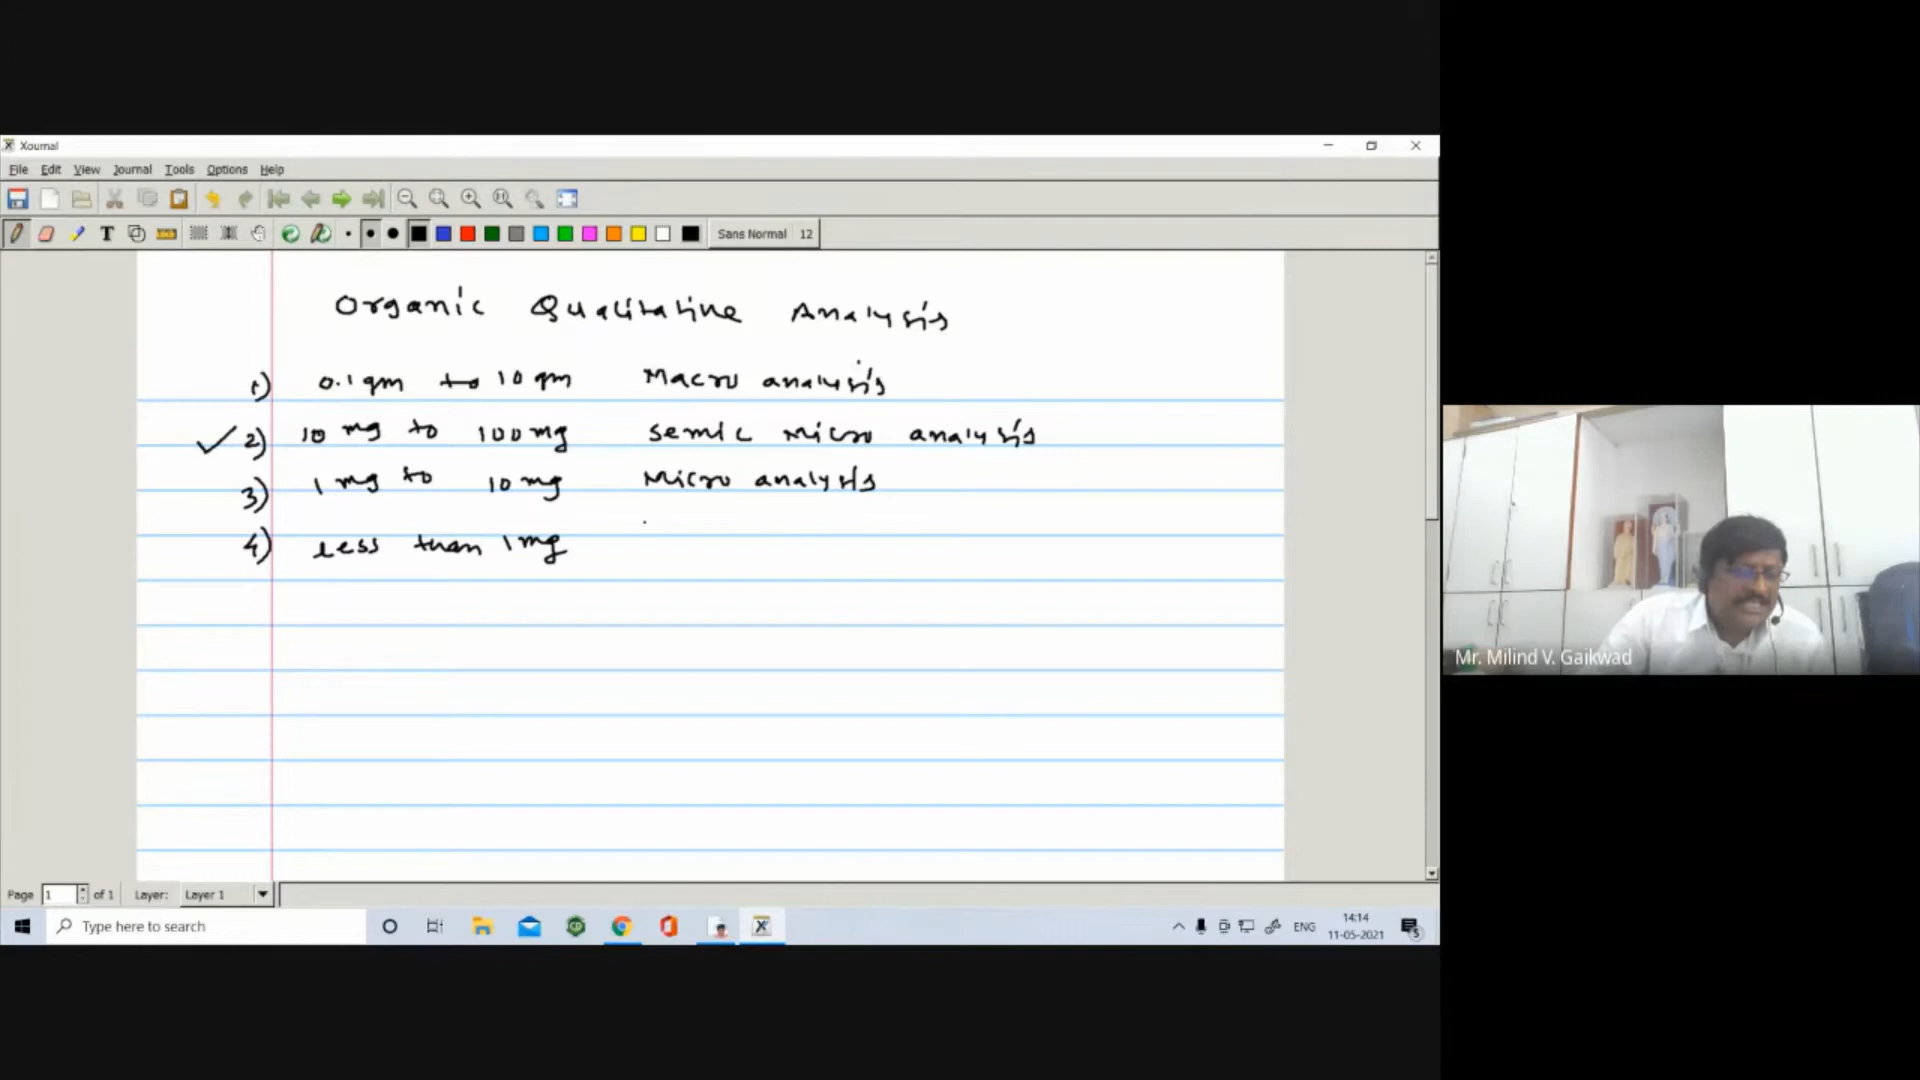 Xournal
File Edit View Journal Tools Options Help
T Sans Normal 12
Organic Qualitative Analysis
1) 0.1 gm to 10 gm Macro analysis
✓ 2) 10 mg to 100 mg semic micro analysis
3) 1 mg to 10 mg Micro analysis
4) less than 1 mg
Mr. Milind V. Gaikwad
Page 1 of 1 Layer: Layer 1
Type here to search
ENG
14:14
11-05-2021
5